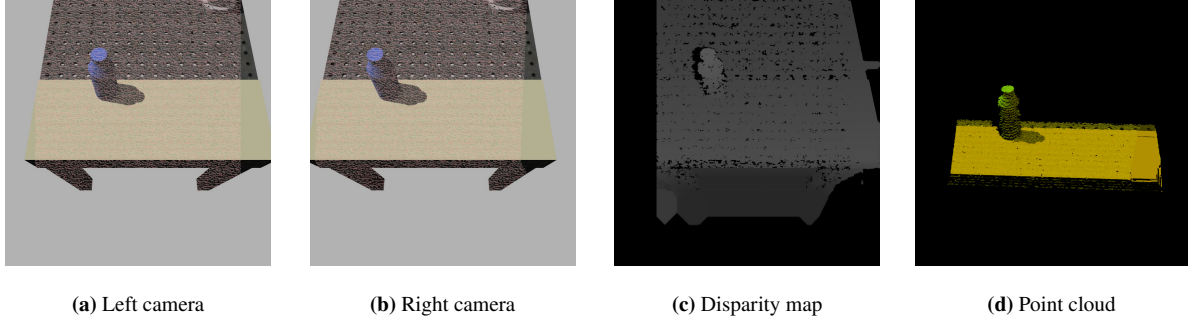 (a) Left camera
(b) Right camera
(c) Disparity map
(d) Point cloud